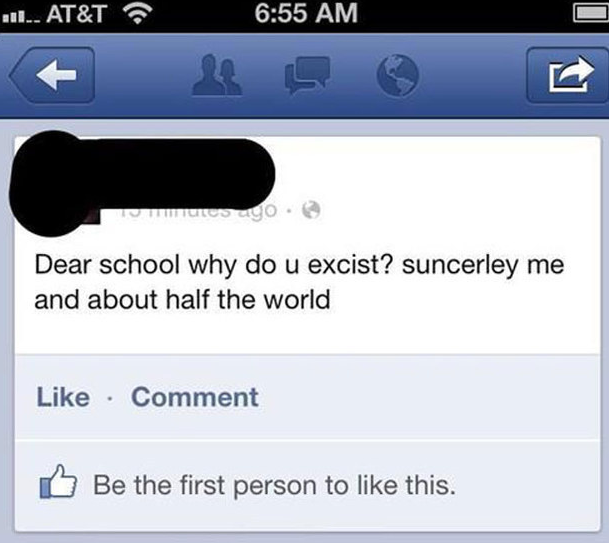 AT&T 6:55 AM
15 minutes ago ·
Dear school why do u excist? suncerley me
and about half the world
Like · Comment
Be the first person to like this.